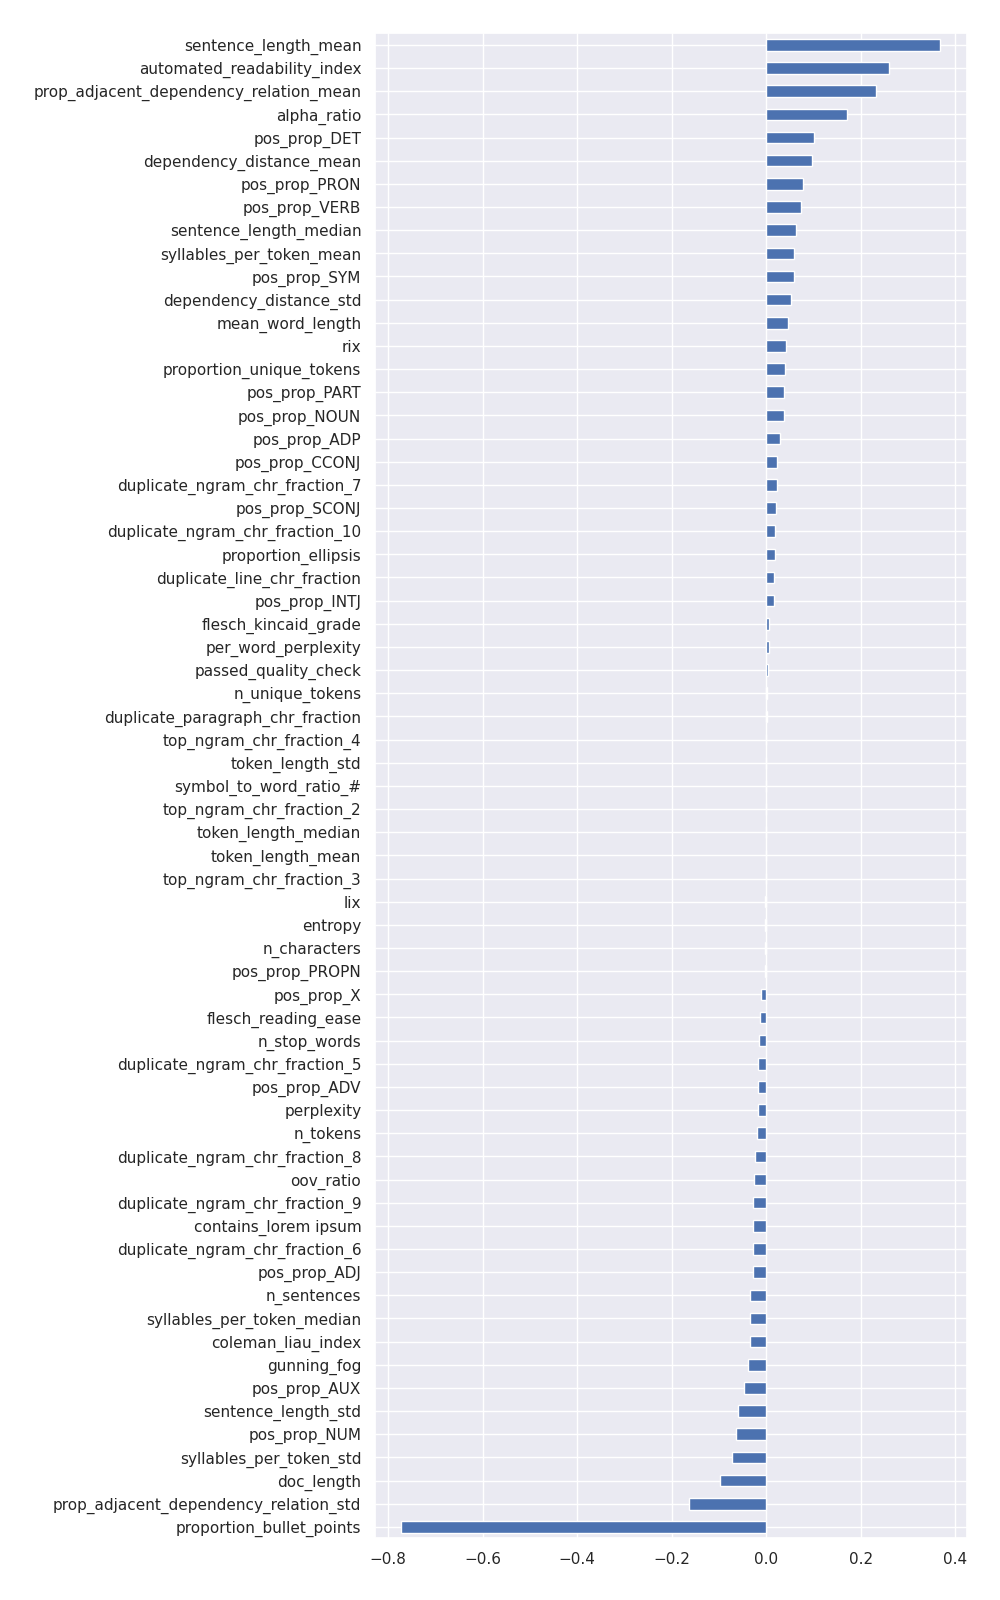 sentence_length_mean
automated_readability_index
prop_adjacent_dependency_relation_mean
alpha_ratio
pos_prop_DET
dependency_distance_mean
pos_prop_PRON
pos_prop_VERB
sentence_length_median
syllables_per_token_mean
pos_prop_SYM
dependency_distance_std
mean_word_length
rix
proportion_unique_tokens
pos_prop_PART
pos_prop_NOUN
pos_prop_ADP
pos_prop_CCONJ
duplicate_ngram_chr_fraction_7
pos_prop_SCONJ
duplicate_ngram_chr_fraction_10
proportion_ellipsis
duplicate_line_chr_fraction
pos_prop_INTJ
flesch_kincaid_grade
per_word_perplexity
passed_quality_check
n_unique_tokens
duplicate_paragraph_chr_fraction
top_ngram_chr_fraction_4
token_length_std
symbol_to_word_ratio_#
top_ngram_chr_fraction_2
token_length_median
token_length_mean
top_ngram_chr_fraction_3
lix
entropy
n_characters
pos_prop_PROPN
pos_prop_X
flesch_reading_ease
n_stop_words
duplicate_ngram_chr_fraction_5
pos_prop_ADV
perplexity
n_tokens
duplicate_ngram_chr_fraction_8
oov_ratio
duplicate_ngram_chr_fraction_9
contains_lorem ipsum
duplicate_ngram_chr_fraction_6
pos_prop_ADJ
n_sentences
syllables_per_token_median
coleman_liau_index
gunning_fog
pos_prop_AUX
sentence_length_std
pos_prop_NUM
syllables_per_token_std
doc_length
prop_adjacent_dependency_relation_std
proportion_bullet_points
−0.8 −0.6 −0.4 −0.2 0.0 0.2 0.4